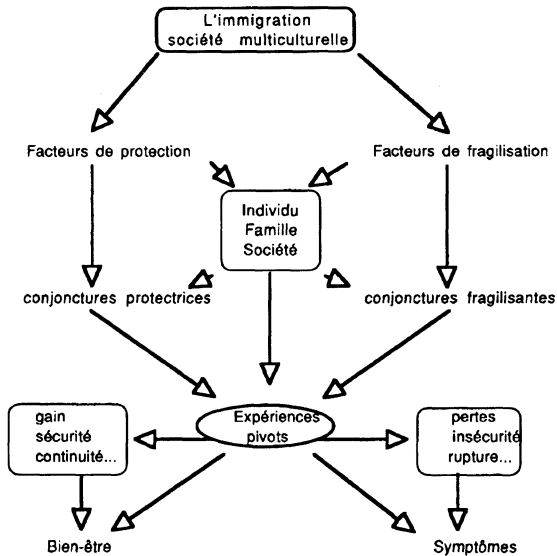 L'immigration
société multiculturelle
Facteurs de protection
Facteurs de fragilisation
Individu
Famille
Société
conjonctures protectrices
conjonctures fragilisantes
Expériences
pivots
gain
sécurité
continuité...
pertes
insécurité
rupture...
Bien-être
Symptômes